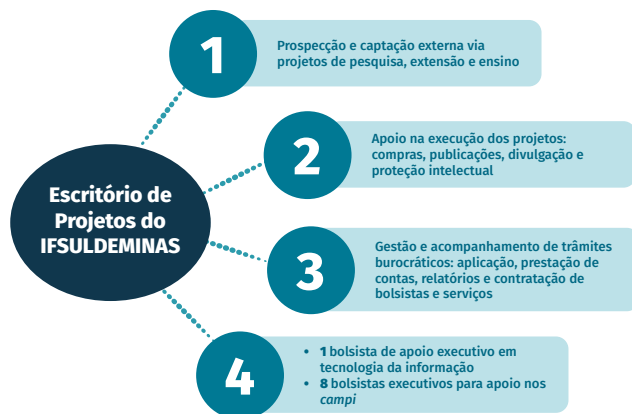 1
Prospecção e captação externa via
projetos de pesquisa, extensão e ensino
2
Apoio na execução dos projetos:
compras, publicações, divulgação e
proteção intelectual
Escritório de
Projetos do
IFSULDEMINAS
3
Gestão e acompanhamento de trâmites
burocráticos: aplicação, prestação de
contas, relatórios e contratação de
bolsistas e serviços
4
• 1 bolsista de apoio executivo em
tecnologia da informação
• 8 bolsistas executivos para apoio nos
campi